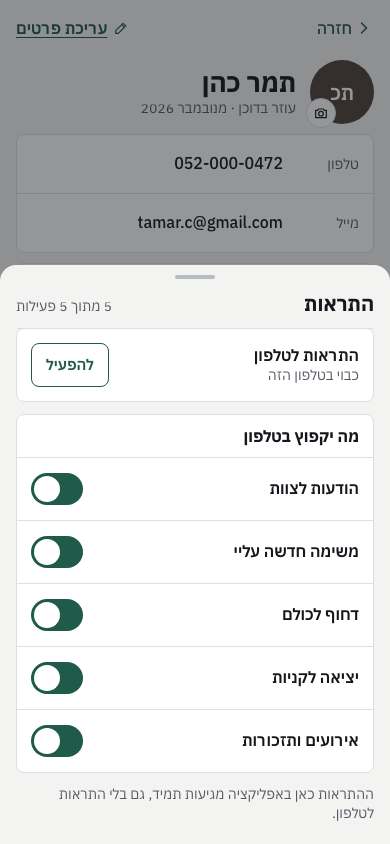 חזרה
עריכת פרטים
תכ
תמר כהן
עוזר בדוכן · מנובמבר 2026
טלפון
052-000-0472
מייל
tamar.c@gmail.com
התראות
5 מתוך 5 פעילות
התראות לטלפון
כבוי בטלפון הזה
להפעיל
מה יקפוץ בטלפון
הודעות לצוות
משימה חדשה עליי
דחוף לכולם
יציאה לקניות
אירועים ותזכורות
ההתראות כאן באפליקציה מגיעות תמיד, גם בלי התראות
לטלפון.